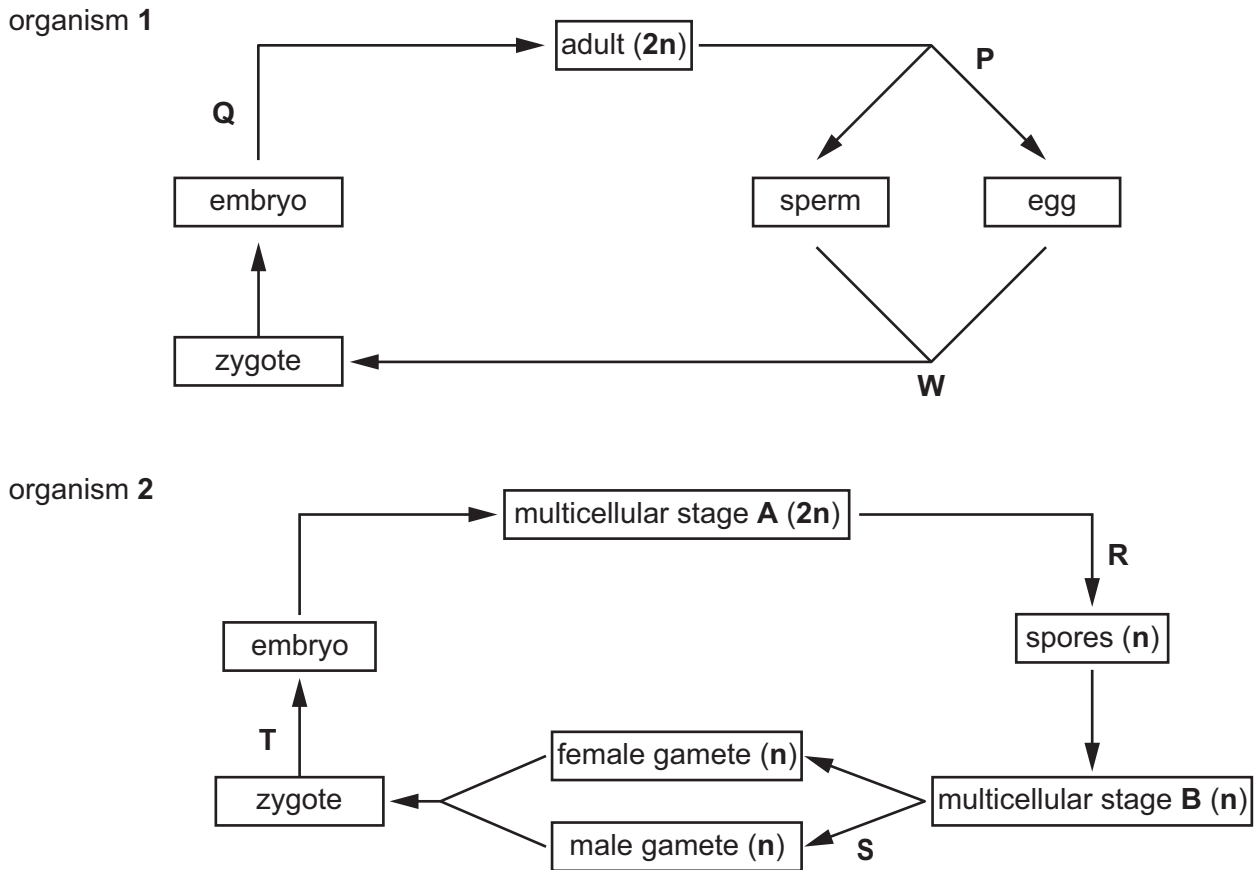 organism 1
adult (2n)
P
Q
embryo
sperm
egg
zygote
W
organism 2
multicellular stage A (2n)
R
embryo
spores (n)
T
female gamete (n)
zygote
multicellular stage B (n)
male gamete (n)
S